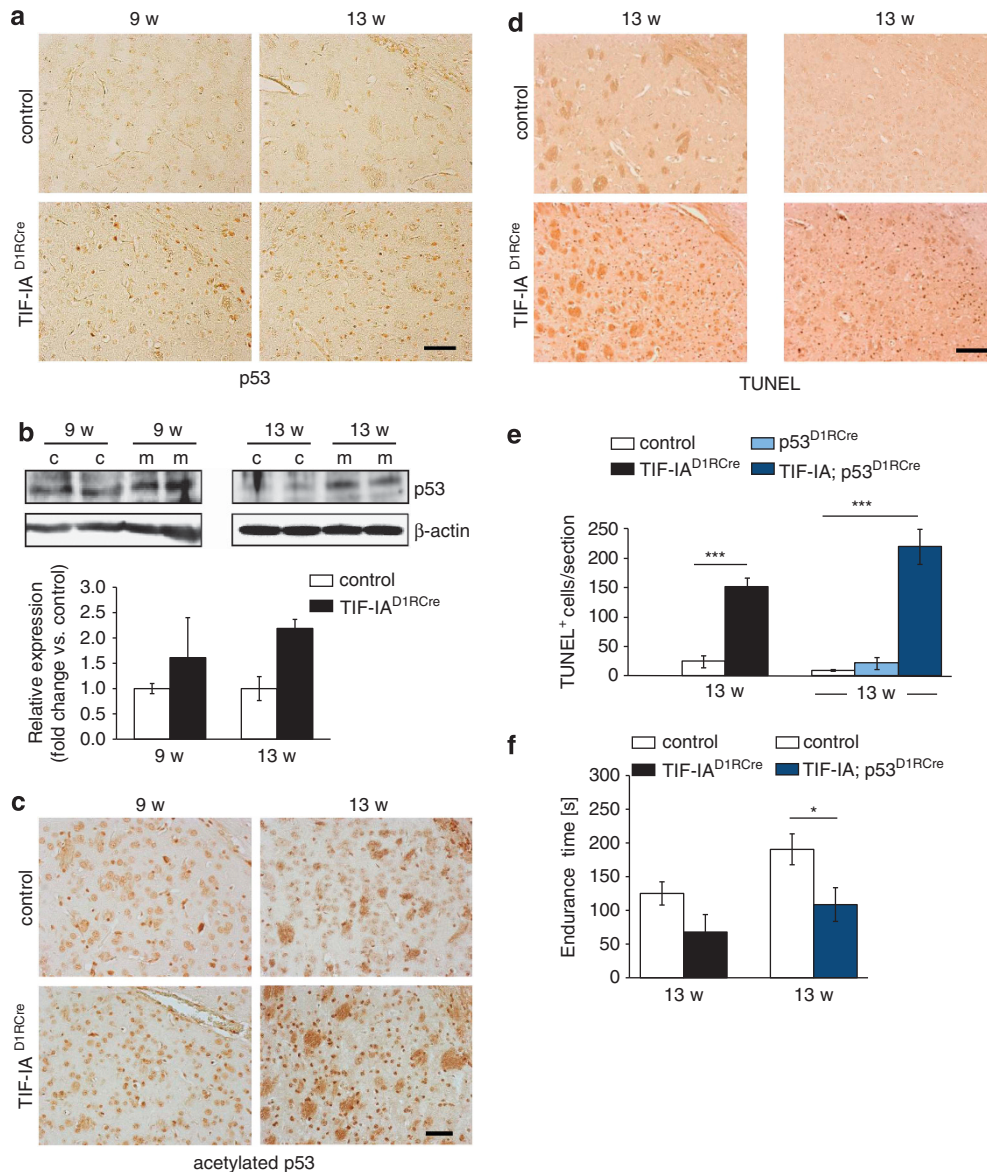 a
9 w 13 w
control
TIF-IA D1RCre
p53
b
9 w 9 w 13 w 13 w
c c m m c c m m
p53
β-actin
control
TIF-IA D1RCre
Relative expression
(fold change vs. control)
3.0
2.5
2.0
1.5
1.0
0.5
0.0
9 w 13 w
c
9 w 13 w
control
TIF-IA D1RCre
acetylated p53
d
13 w 13 w
control
TIF-IA D1RCre
TUNEL
e
control p53D1RCre
TIF-IAD1RCre TIF-IA; p53D1RCre
TUNEL+ cells/section
250
200
150
100
50
0
*** ***
13 w 13 w
f
control control
TIF-IAD1RCre TIF-IA; p53D1RCre
Endurance time [s]
300
250
200
150
100
50
0
*
13 w 13 w